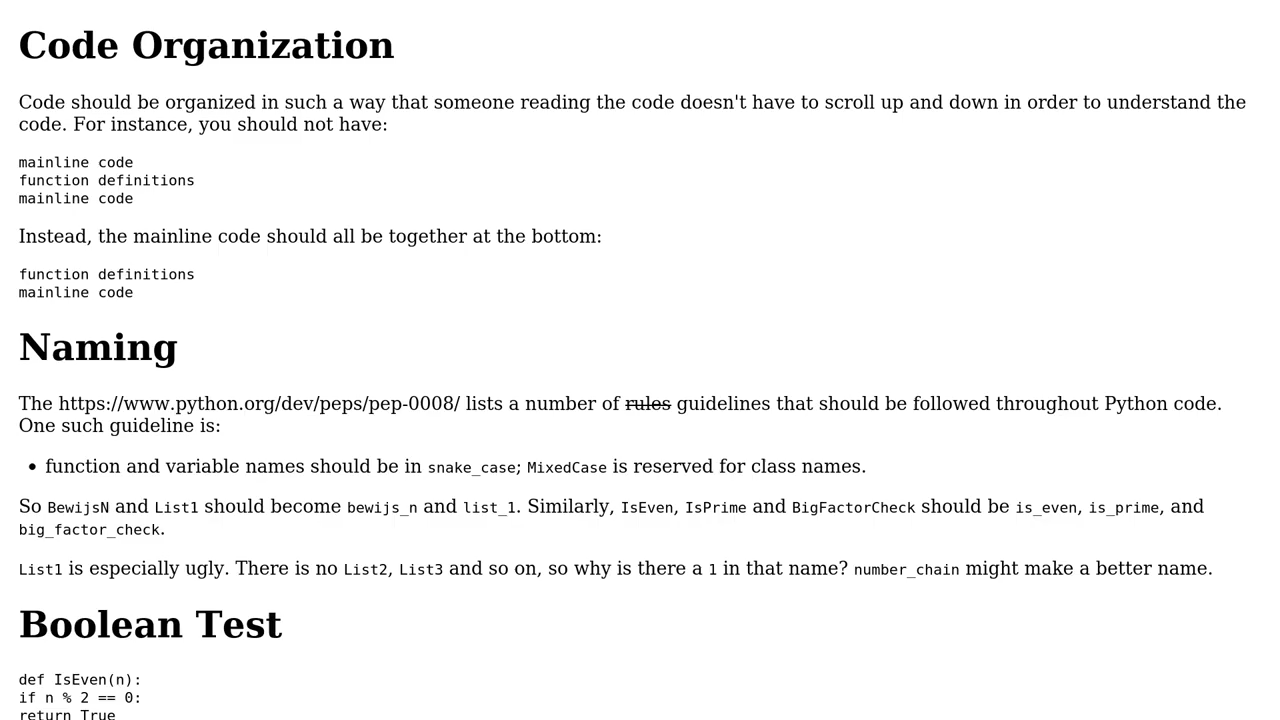 Code Organization
Code should be organized in such a way that someone reading the code doesn't have to scroll up and down in order to understand the
code. For instance, you should not have:
mainline code
function definitions
mainline code
Instead, the mainline code should all be together at the bottom:
function definitions
mainline code
Naming
The https://www.python.org/dev/peps/pep-0008/ lists a number of rules guidelines that should be followed throughout Python code.
One such guideline is:
• function and variable names should be in snake_case; MixedCase is reserved for class names.
So BewijsN and List1 should become bewijs_n and list_1. Similarly, IsEven, IsPrime and BigFactorCheck should be is_even, is_prime, and
big_factor_check.
List1 is especially ugly. There is no List2, List3 and so on, so why is there a 1 in that name? number_chain might make a better name.
Boolean Test
def IsEven(n):
if n % 2 == 0:
return True